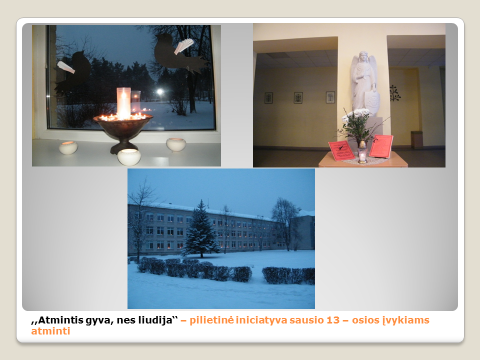 ,,Atmintis gyva, nes liudija‘‘ – pilietinė iniciatyva sausio 13 – osios įvykiams
atminti